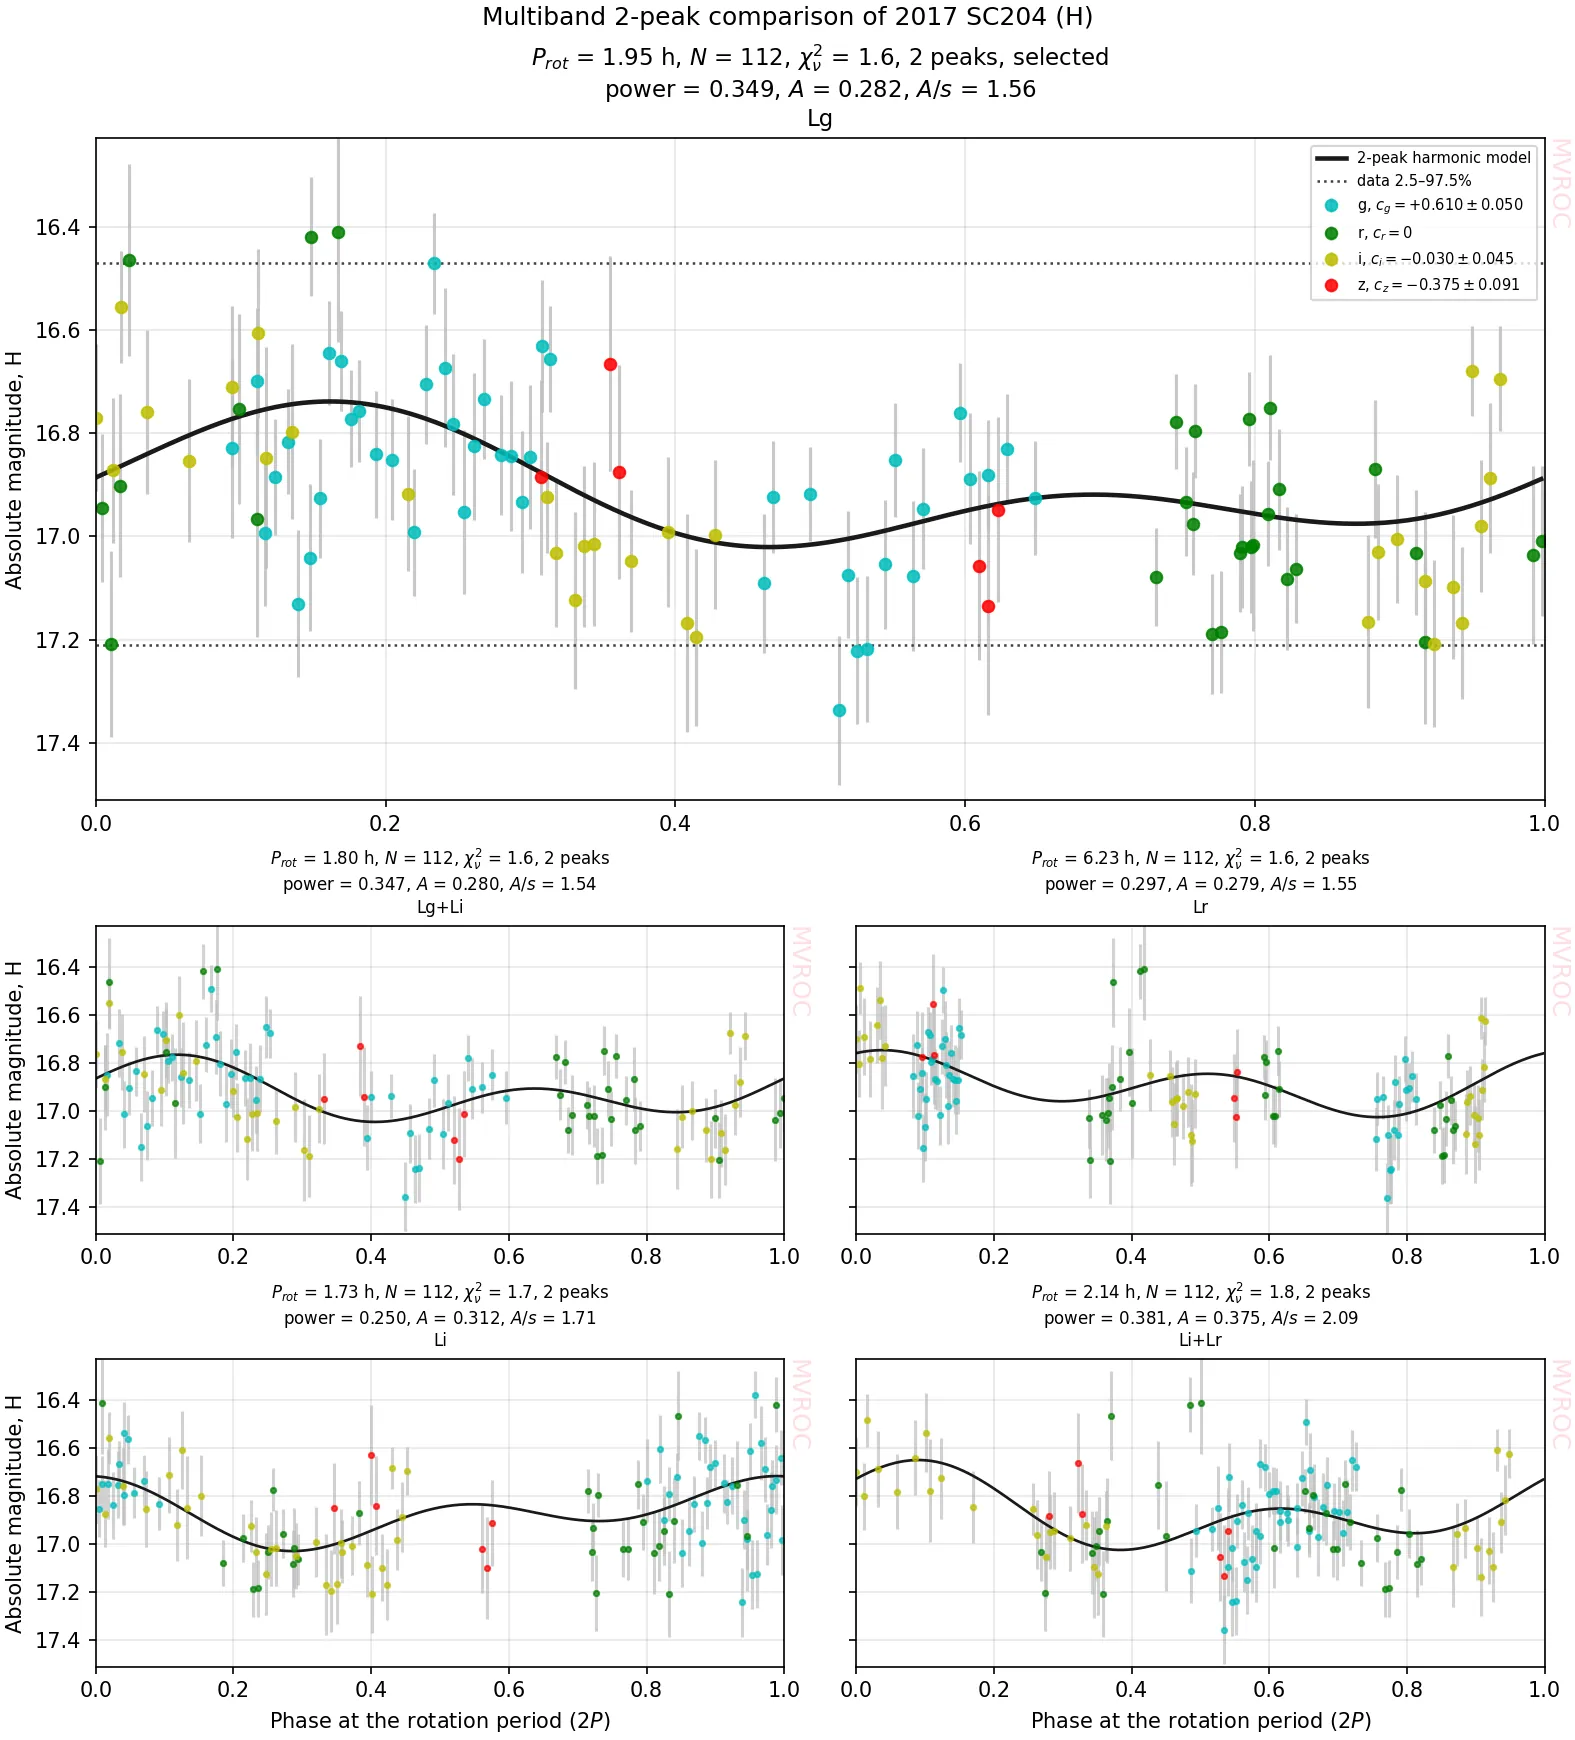 Multiband 2-peak comparison of 2017 SC204 (H)
P_rot = 1.95 h, N = 112, χ²_ν = 1.6, 2 peaks, selected
power = 0.349, A = 0.282, A/s = 1.56
Lg
MVROC
2-peak harmonic model
data 2.5–97.5%
g, c_g = +0.610 ± 0.050
r, c_r = 0
i, c_i = −0.030 ± 0.045
z, c_z = −0.375 ± 0.091
Absolute magnitude, H
16.4
16.6
16.8
17.0
17.2
17.4
0.0 0.2 0.4 0.6 0.8 1.0
P_rot = 1.80 h, N = 112, χ²_ν = 1.6, 2 peaks
power = 0.347, A = 0.280, A/s = 1.54
Lg+Li
MVROC
Absolute magnitude, H
16.4
16.6
16.8
17.0
17.2
17.4
0.0 0.2 0.4 0.6 0.8 1.0
P_rot = 6.23 h, N = 112, χ²_ν = 1.6, 2 peaks
power = 0.297, A = 0.279, A/s = 1.55
Lr
MVROC
0.0 0.2 0.4 0.6 0.8 1.0
P_rot = 1.73 h, N = 112, χ²_ν = 1.7, 2 peaks
power = 0.250, A = 0.312, A/s = 1.71
Li
MVROC
Absolute magnitude, H
16.4
16.6
16.8
17.0
17.2
17.4
0.0 0.2 0.4 0.6 0.8 1.0
Phase at the rotation period (2P)
P_rot = 2.14 h, N = 112, χ²_ν = 1.8, 2 peaks
power = 0.381, A = 0.375, A/s = 2.09
Li+Lr
MVROC
0.0 0.2 0.4 0.6 0.8 1.0
Phase at the rotation period (2P)